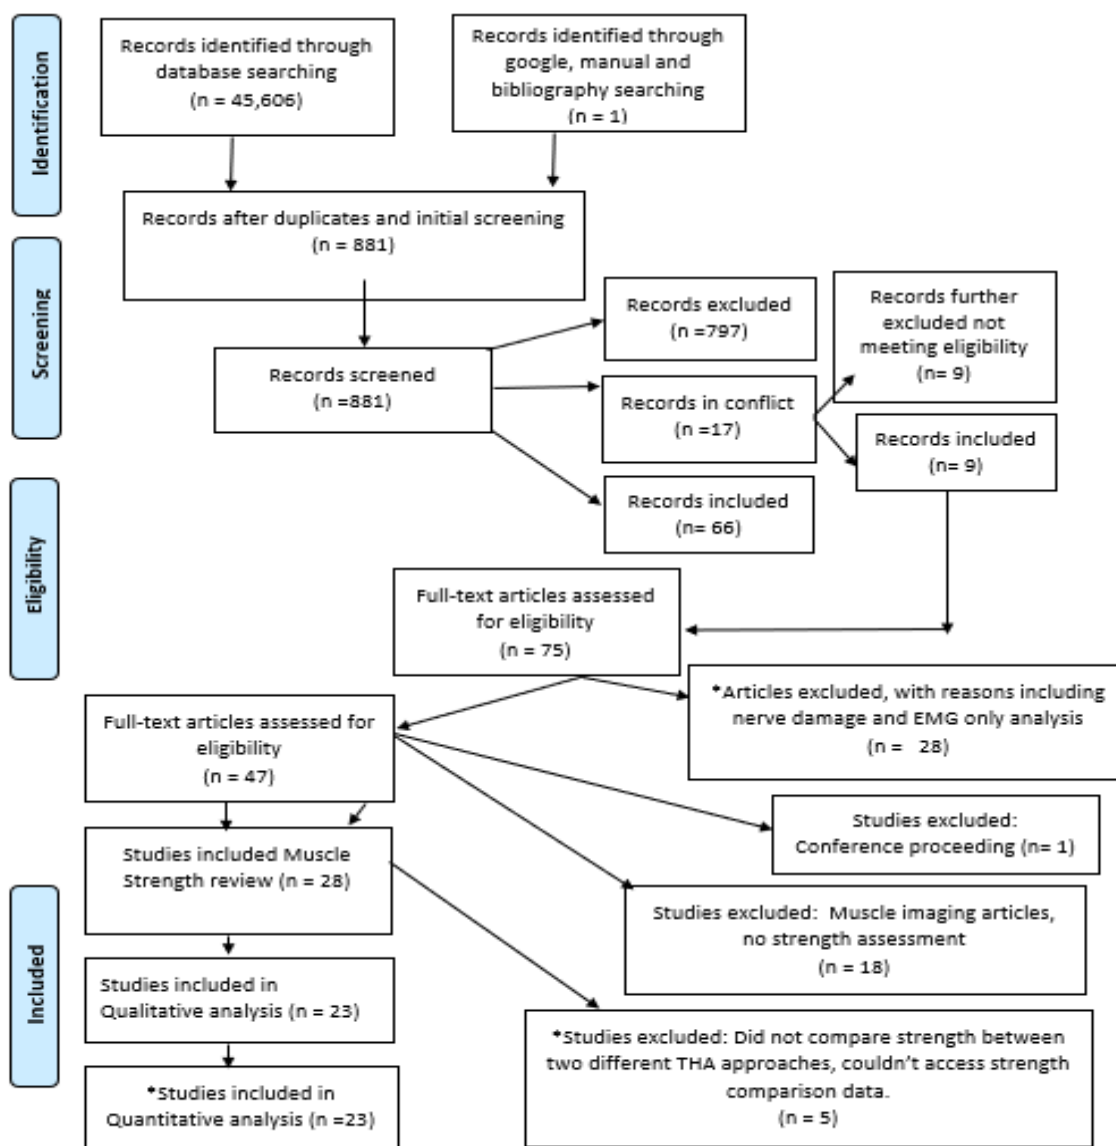 Identification
Records identified through
database searching
(n = 45,606)
Records identified through
google, manual and
bibliography searching
(n = 1)
Records after duplicates and initial screening
(n = 881)
Screening
Records screened
(n =881)
Records excluded
(n =797)
Records in conflict
(n =17)
Records included
(n= 66)
Records further
excluded not
meeting eligibility
(n= 9)
Records included
(n= 9)
Eligibility
Full-text articles assessed
for eligibility
(n = 75)
*Articles excluded, with reasons including
nerve damage and EMG only analysis
(n = 28)
Full-text articles assessed for
eligibility
(n = 47)
Studies excluded:
Conference proceeding (n= 1)
Studies included Muscle
Strength review (n = 28)
Studies excluded: Muscle imaging articles,
no strength assessment
(n = 18)
Included
Studies included in
Qualitative analysis (n = 23)
*Studies excluded: Did not compare strength between
two different THA approaches, couldn't access strength
comparison data.
(n = 5)
*Studies included in
Quantitative analysis (n =23)